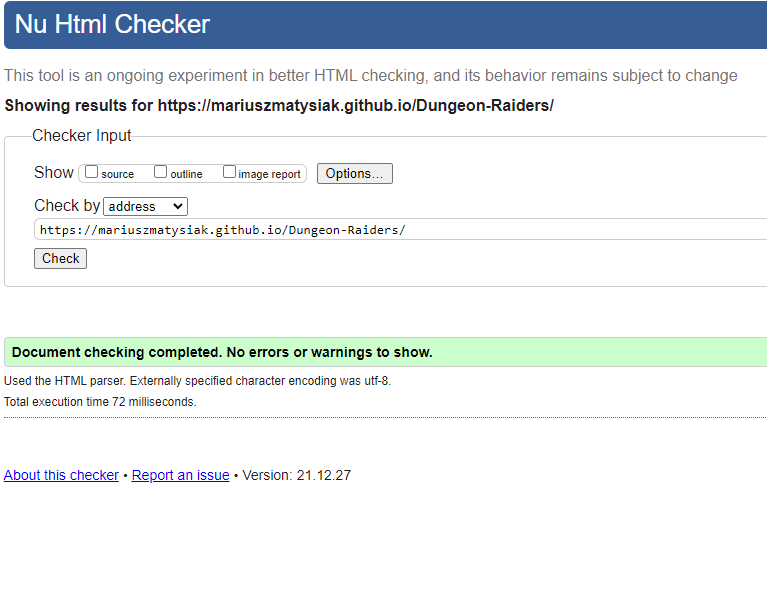 Nu Html Checker
This tool is an ongoing experiment in better HTML checking, and its behavior remains subject to change
Showing results for https://mariuszmatysiak.github.io/Dungeon-Raiders/
Checker Input
Show source outline image report Options...
Check by address
https://mariuszmatysiak.github.io/Dungeon-Raiders/
Check
Document checking completed. No errors or warnings to show.
Used the HTML parser. Externally specified character encoding was utf-8.
Total execution time 72 milliseconds.
About this checker • Report an issue • Version: 21.12.27